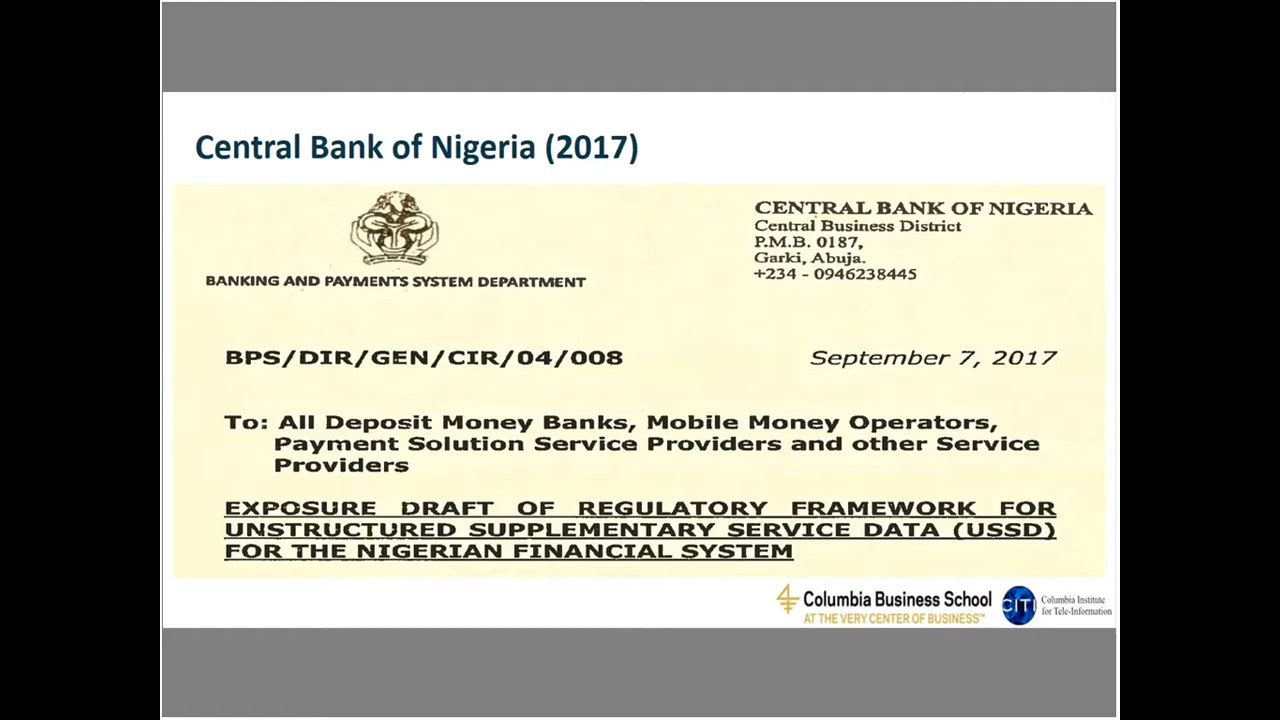 Central Bank of Nigeria (2017)
BANKING AND PAYMENTS SYSTEM DEPARTMENT
CENTRAL BANK OF NIGERIA
Central Business District
P.M.B. 0187,
Garki, Abuja.
+234 - 0946238445
BPS/DIR/GEN/CIR/04/008
September 7, 2017
To: All Deposit Money Banks, Mobile Money Operators,
Payment Solution Service Providers and other Service
Providers
EXPOSURE DRAFT OF REGULATORY FRAMEWORK FOR
UNSTRUCTURED SUPPLEMENTARY SERVICE DATA (USSD)
FOR THE NIGERIAN FINANCIAL SYSTEM
Columbia Business School
AT THE VERY CENTER OF BUSINESS™
CITI
Columbia Institute
for Tele-Information